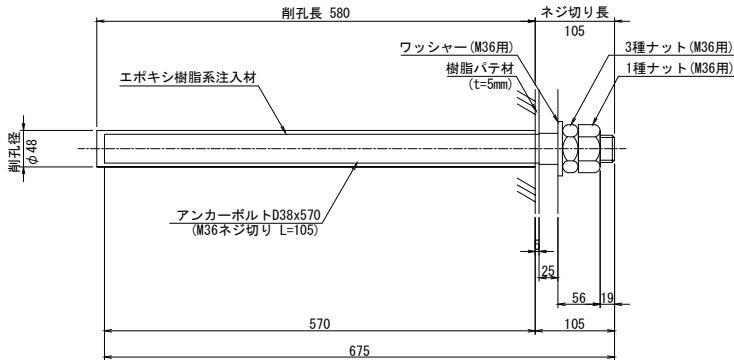 削孔長 580
ネジ切り長
105
ワッシャー(M36用)
3種ナット(M36用)
樹脂パテ材
(t=5mm)
1種ナット(M36用)
エポキシ樹脂系注入材
削孔径
φ48
アンカーボルトD38x570
(M36ネジ切り L=105)
25
56
19
570
105
675